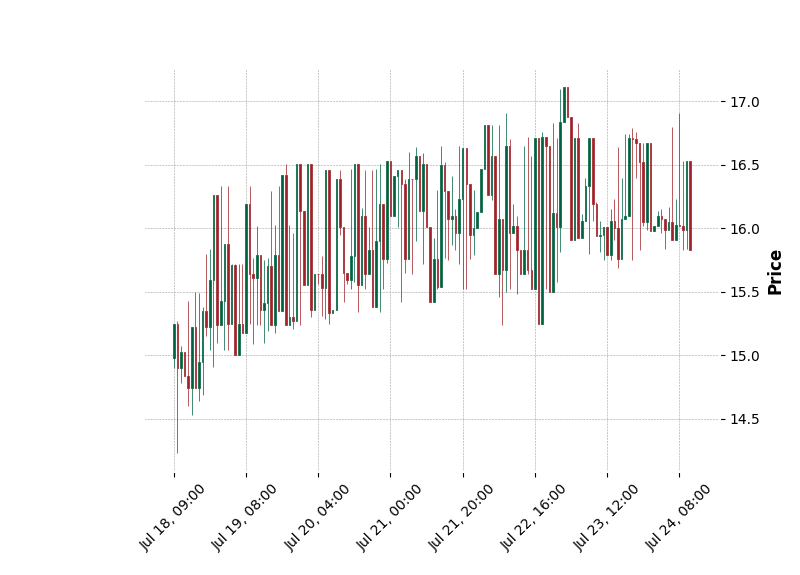 17.0
16.5
16.0
15.5
15.0
14.5
Price
Jul 18, 09:00
Jul 19, 08:00
Jul 20, 04:00
Jul 21, 00:00
Jul 21, 20:00
Jul 22, 16:00
Jul 23, 12:00
Jul 24, 08:00